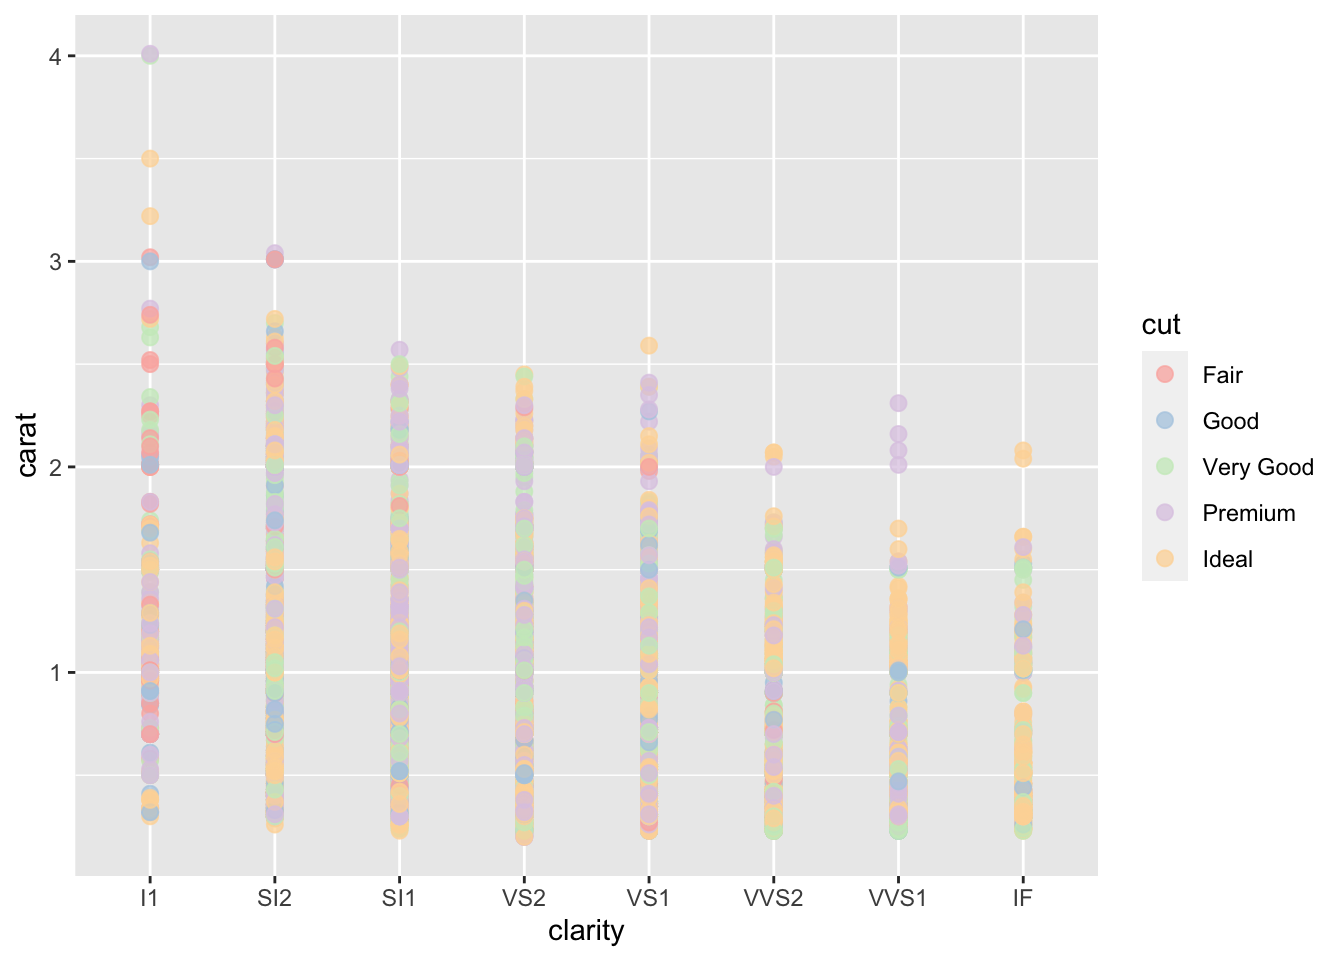 4
3
2
1
carat
I1 SI2 SI1 VS2 VS1 VVS2 VVS1 IF
clarity
cut
Fair
Good
Very Good
Premium
Ideal